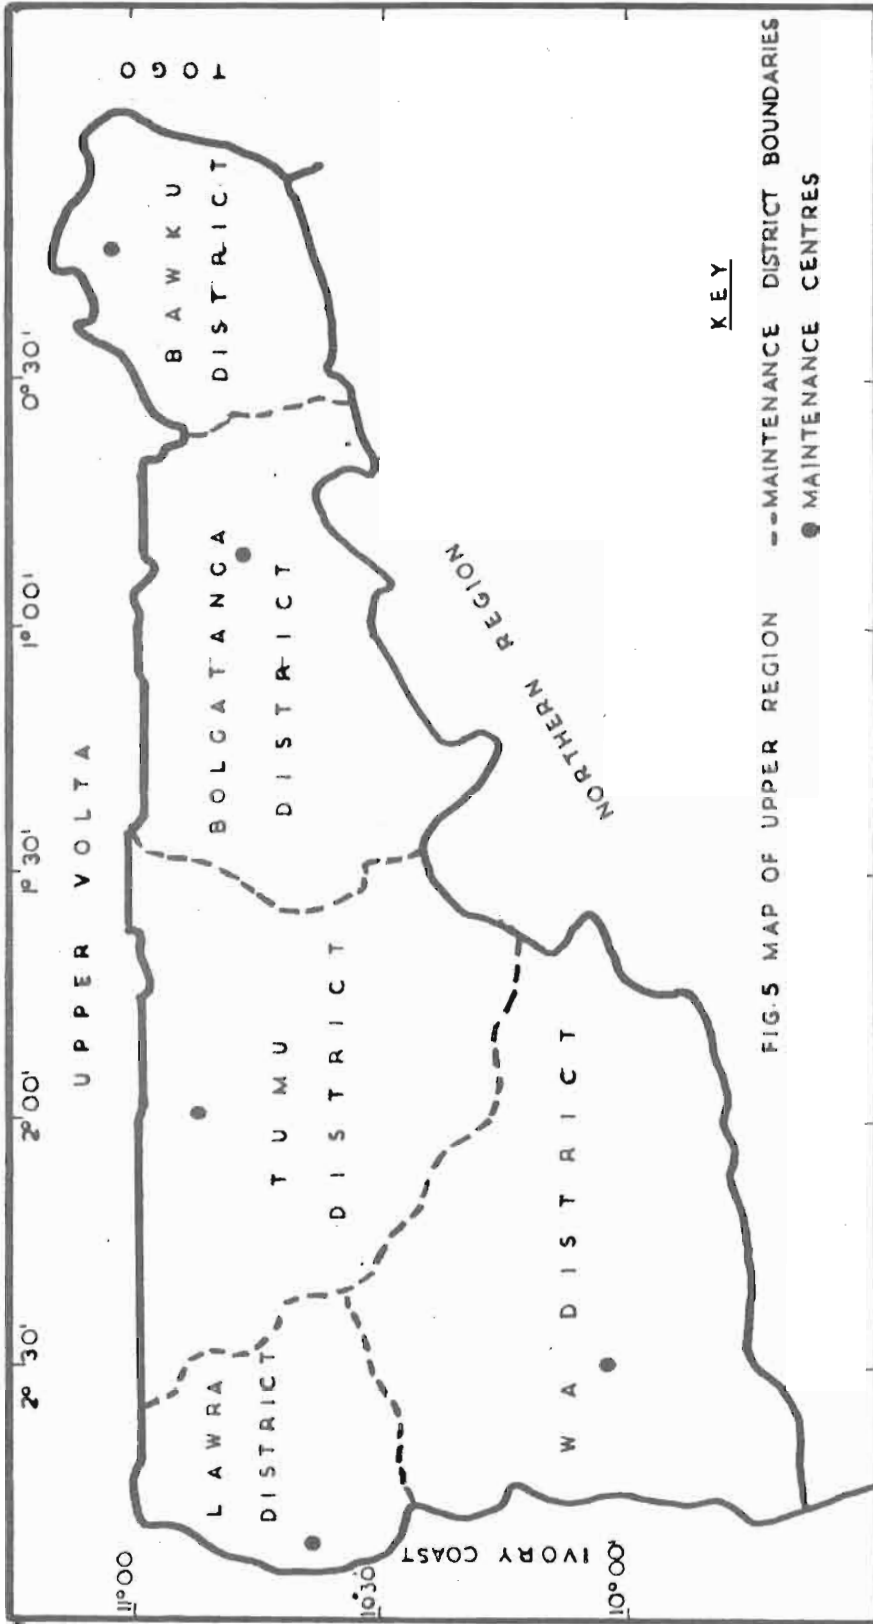 0°30'
1°00'
1°30'
2°00'
2°30'
11°00
10°30
10°00'
UPPER VOLTA
TOGO
IVORY COAST
NORTHERN REGION
LAWRA
DISTRICT
TUMU
DISTRICT
BOLGATANGA
DISTRICT
BAWKU
DISTRICT
WA DISTRICT
KEY
-- MAINTENANCE DISTRICT BOUNDARIES
● MAINTENANCE CENTRES
FIG.5 MAP OF UPPER REGION